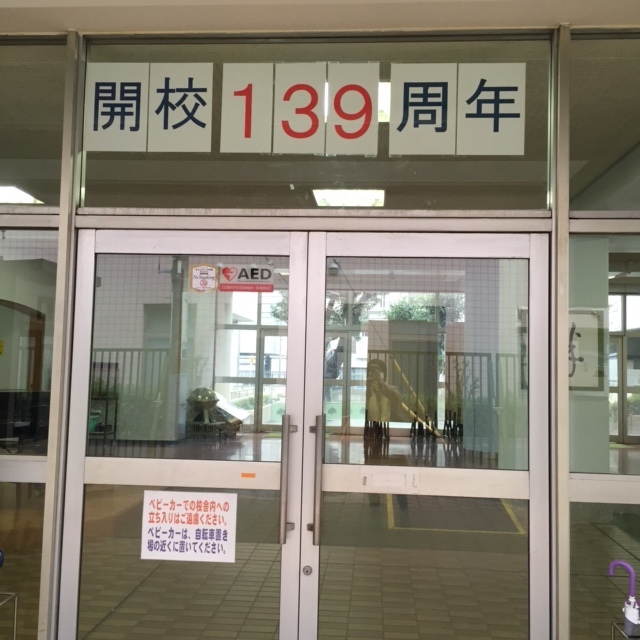 開校139周年
AED
ベビーカーでの校舎内への
立ち入りはご遠慮ください。
ベビーカーは、自転車置き
場の近くに置いてください。